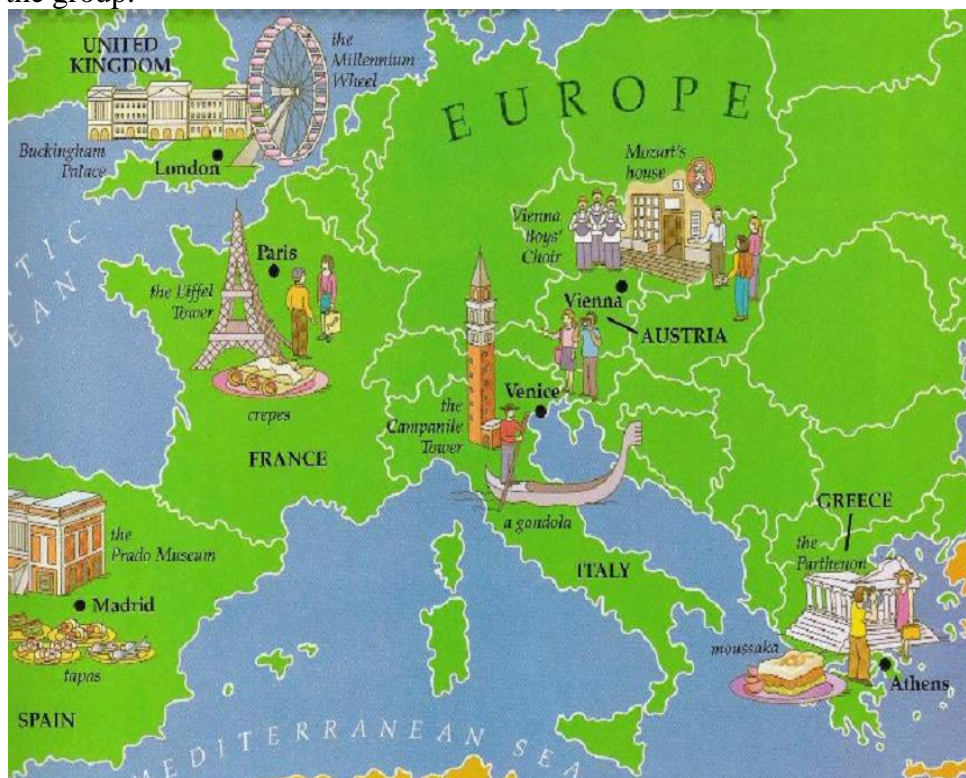 the group.
UNITED
KINGDOM
the
Millennium
Wheel
Buckingham
Palace
London
EUROPE
Mozart's
house
Vienna
Boys'
Choir
Paris
the Eiffel
Tower
Vienna
AUSTRIA
crepes
the
Campanile
Tower
Venice
FRANCE
a gondola
GREECE
the
Parthenon
the
Prado Museum
ITALY
Madrid
tapas
moussaka
Athens
SPAIN
MEDITERRANEAN SEA